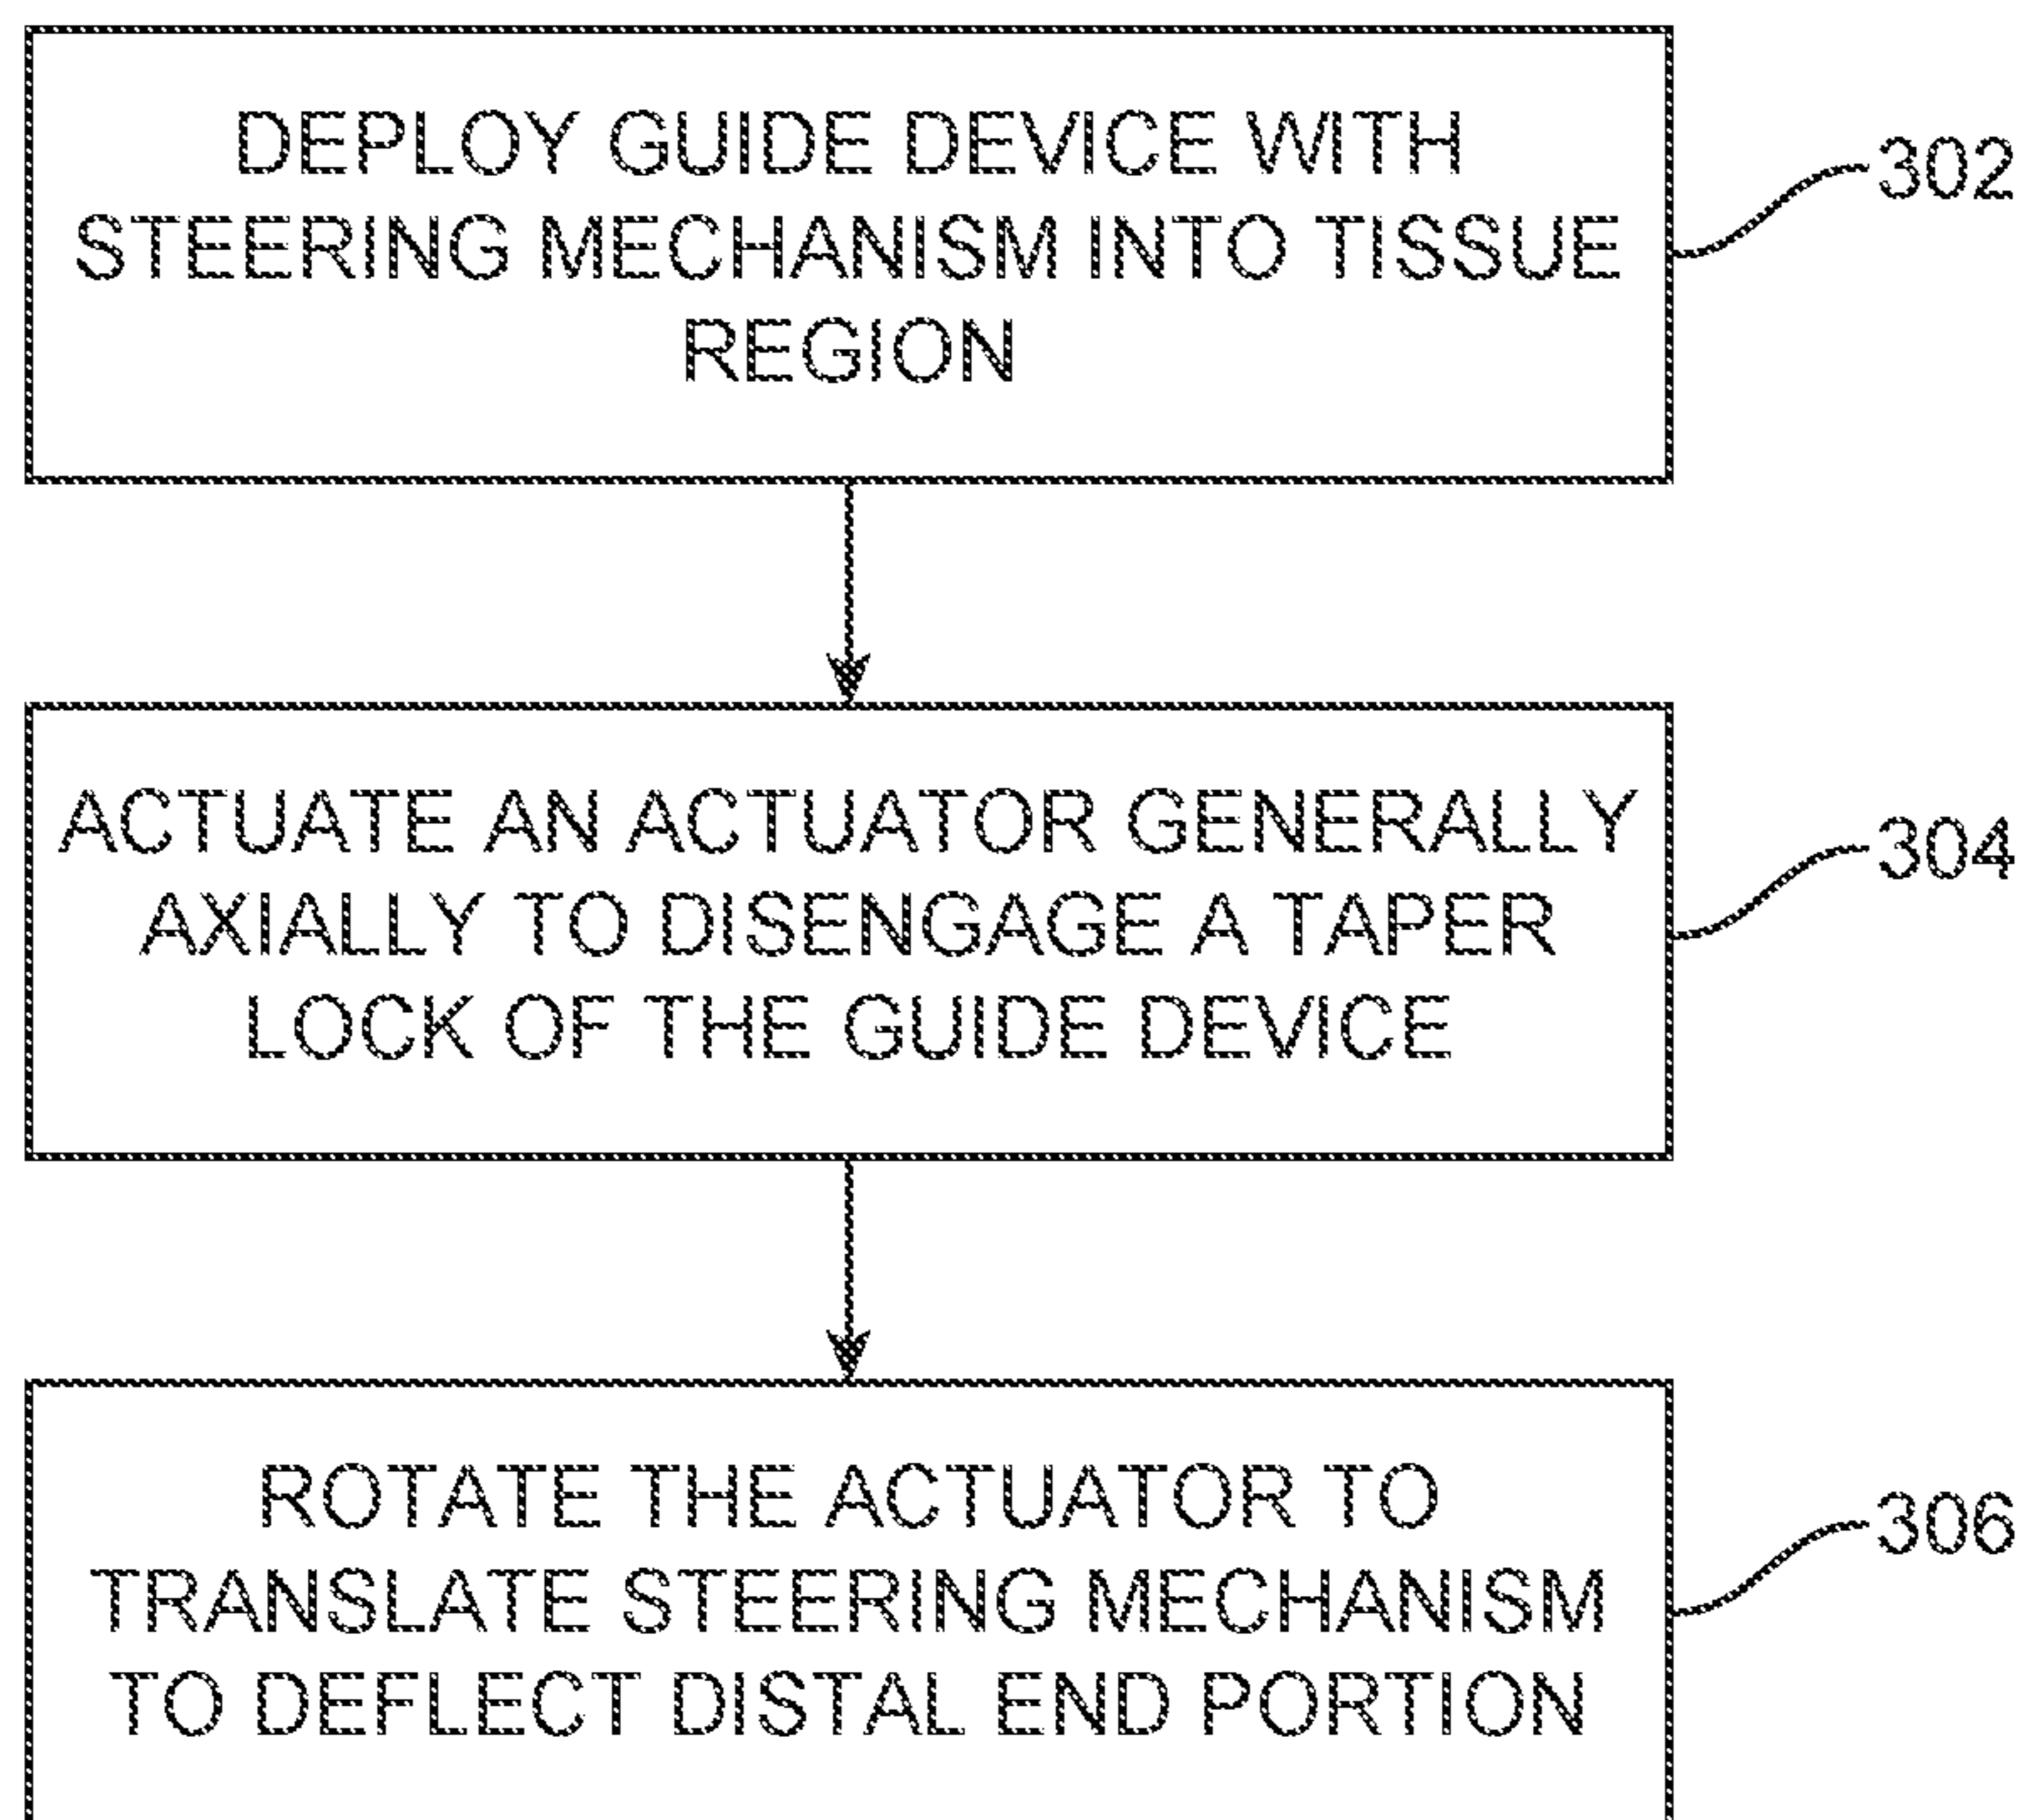 DEPLOY GUIDE DEVICE WITH
STEERING MECHANISM INTO TISSUE
REGION
302
ACTUATE AN ACTUATOR GENERALLY
AXIALLY TO DISENGAGE A TAPER
LOCK OF THE GUIDE DEVICE
304
ROTATE THE ACTUATOR TO
TRANSLATE STEERING MECHANISM
TO DEFLECT DISTAL END PORTION
306